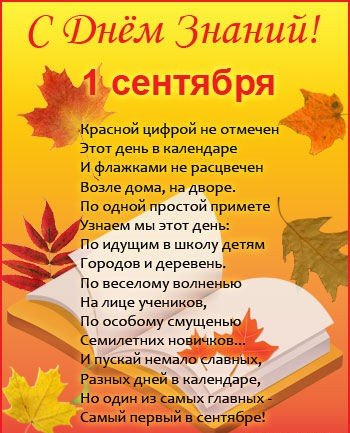 С Днём Знаний!
1 сентября
Красной цифрой не отмечен
Этот день в календаре
И флажками не расцвечен
Возле дома, на дворе.
По одной простой примете
Узнаем мы этот день:
По идущим в школу детям
Городов и деревень.
По веселому волненью
На лице учеников,
По особому смущенью
Семилетних новичков...
И пускай немало славных,
Разных дней в календаре,
Но один из самых главных -
Самый первый в сентябре!